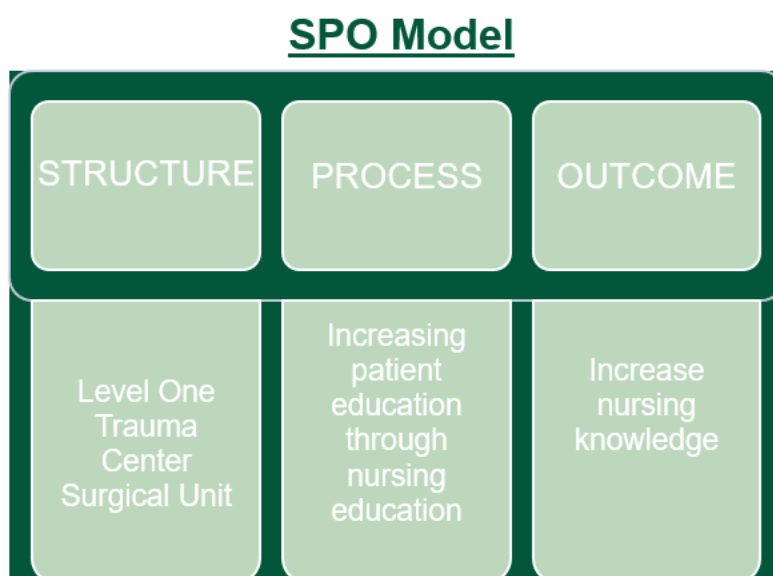 SPO Model
STRUCTURE
PROCESS
OUTCOME
Level One
Trauma
Center
Surgical Unit
Increasing
patient
education
through
nursing
education
Increase
nursing
knowledge